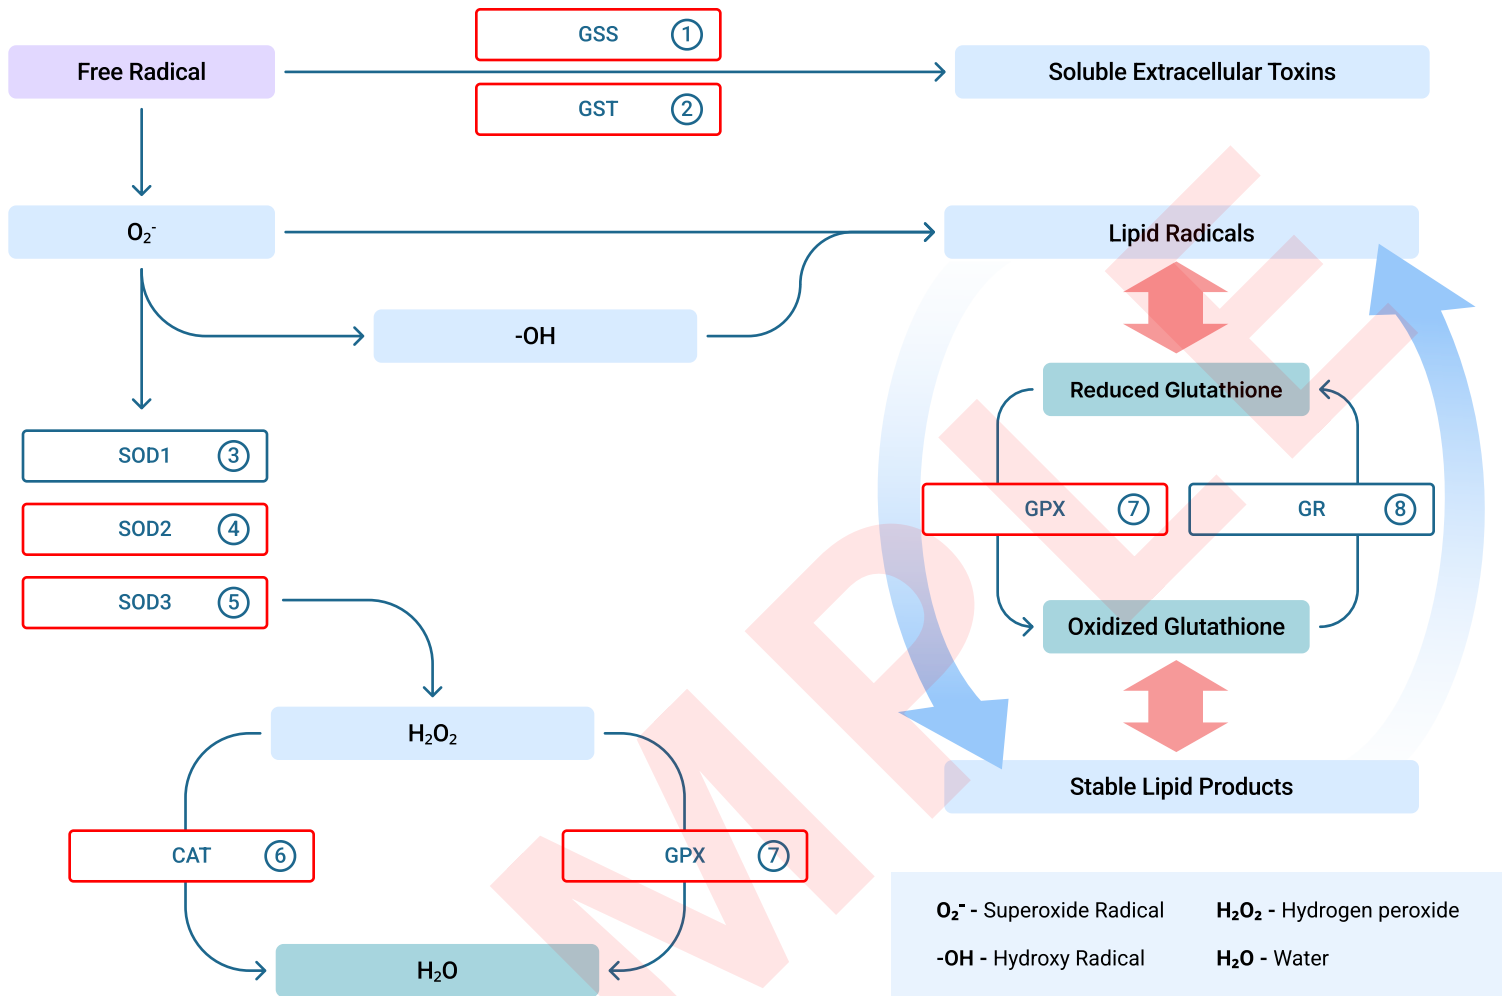 GSS 1
Free Radical
Soluble Extracellular Toxins
GST 2
O₂⁻
Lipid Radicals
-OH
Reduced Glutathione
SOD1 3
GPX 7
GR 8
SOD2 4
SOD3 5
Oxidized Glutathione
H₂O₂
Stable Lipid Products
CAT 6
GPX 7
O₂⁻ - Superoxide Radical
H₂O₂ - Hydrogen peroxide
-OH - Hydroxy Radical
H₂O - Water
H₂O
MPLE